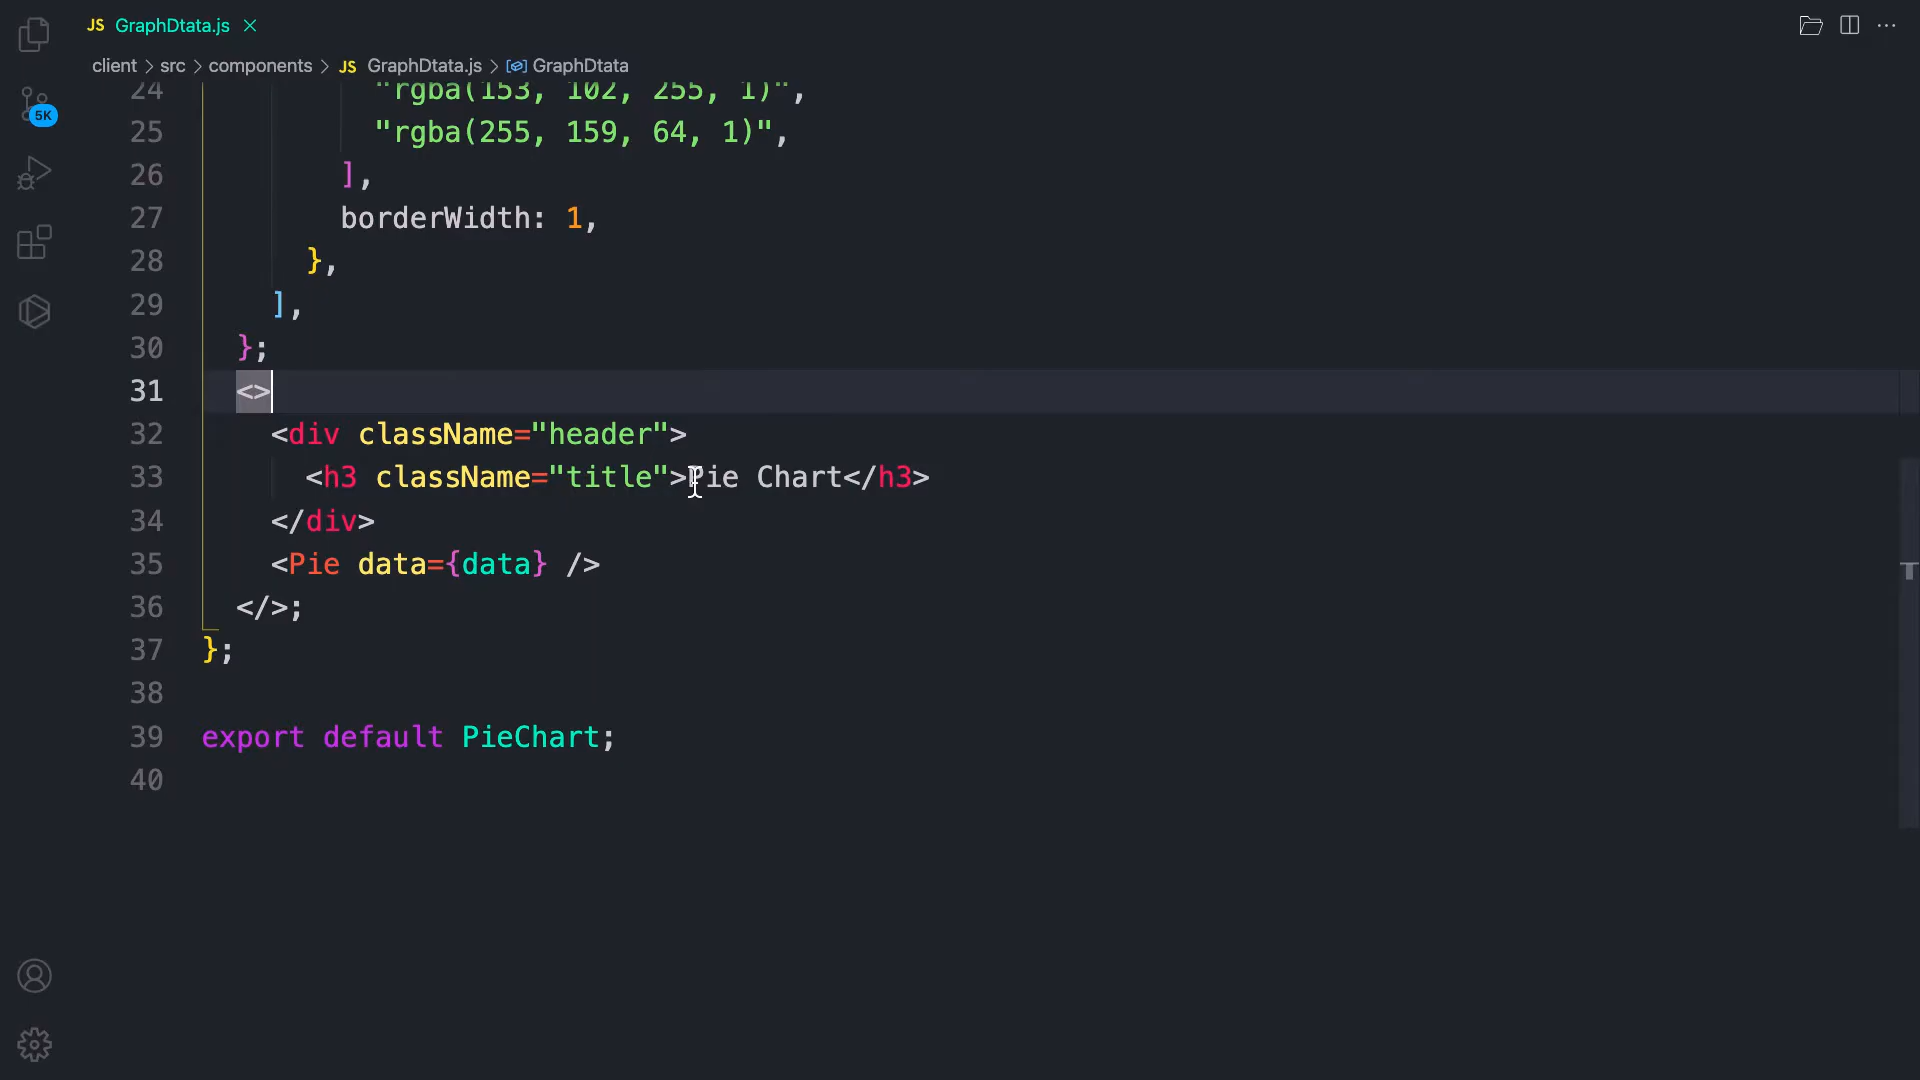 JS GraphDtata.js
client > src > components > JS GraphDtata.js > GraphDtata
5K
24 "rgba(153, 102, 255, 1)",
25 "rgba(255, 159, 64, 1)",
26 ],
27 borderWidth: 1,
28 },
29 ],
30 };
31 <>
32 <div className="header">
33 <h3 className="title">Pie Chart</h3>
34 </div>
35 <Pie data={data} />
36 </>;
37 };
38
39 export default PieChart;
40